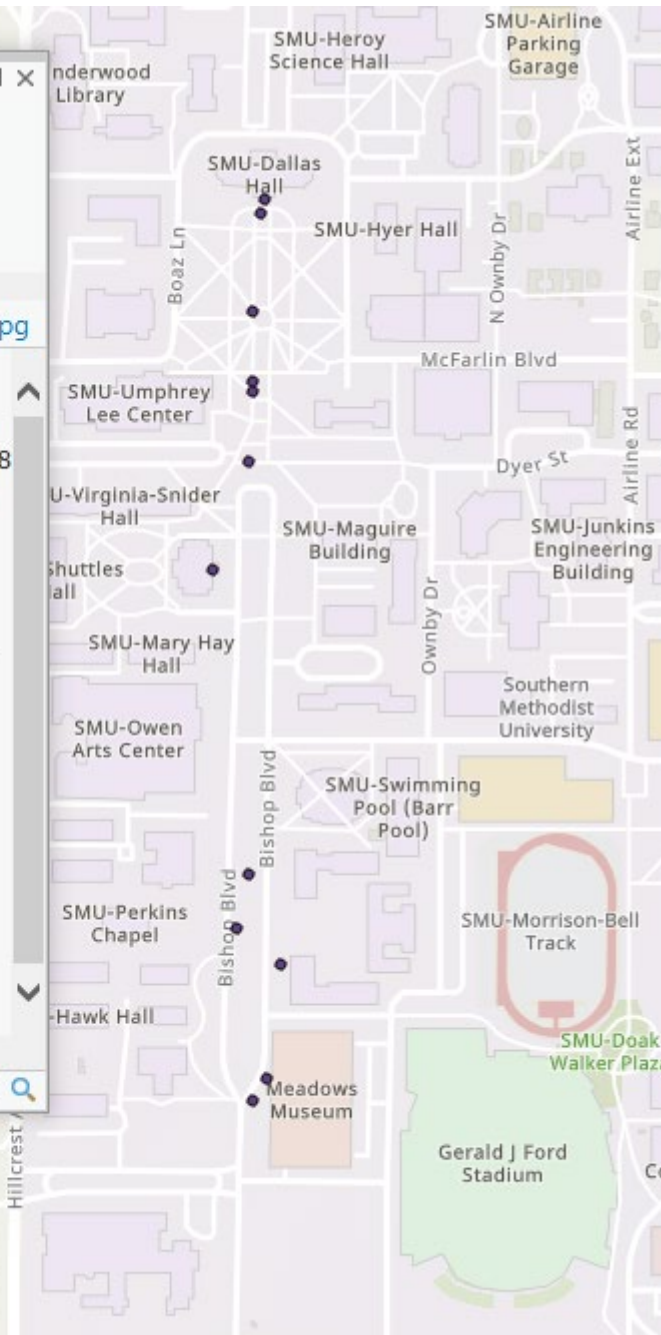 SMU-Airline
Parking
Garage
SMU-Heroy
Science Hall
nderwood
Library
SMU-Dallas
Hall
Airline Ext
SMU-Hyer Hall
Boaz Ln
N Ownby Dr
pg
McFarlin Blvd
SMU-Umphrey
Lee Center
8
Airline Rd
Dyer St
U-Virginia-Snider
Hall
SMU-Maguire
Building
SMU-Junkins
Engineering
Building
Shuttles
all
Ownby Dr
SMU-Mary Hay
Hall
Southern
Methodist
University
SMU-Owen
Arts Center
Bishop Blvd
SMU-Swimming
Pool (Barr
Pool)
Bishop Blvd
SMU-Perkins
Chapel
SMU-Morrison-Bell
Track
-Hawk Hall
SMU-Doak
Walker Plaz
Meadows
Museum
Hillcrest
Gerald J Ford
Stadium